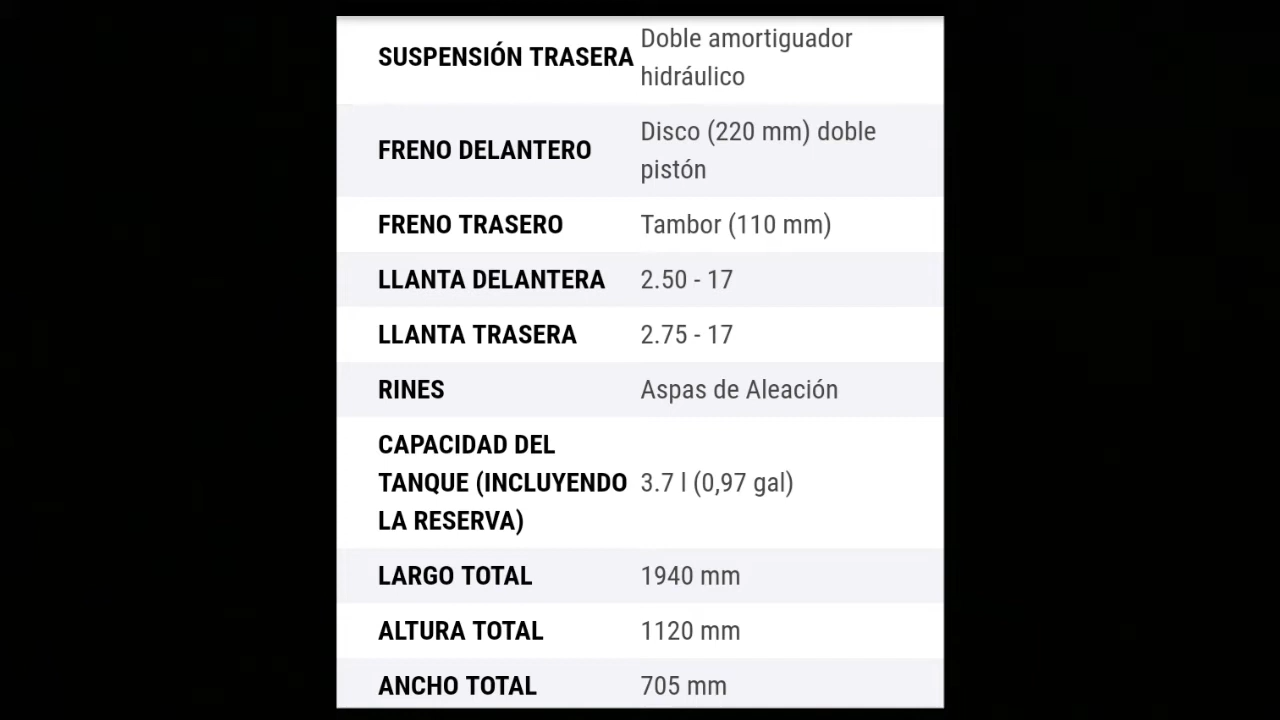 SUSPENSIÓN TRASERA Doble amortiguador
hidráulico
FRENO DELANTERO Disco (220 mm) doble
pistón
FRENO TRASERO Tambor (110 mm)
LLANTA DELANTERA 2.50 - 17
LLANTA TRASERA 2.75 - 17
RINES Aspas de Aleación
CAPACIDAD DEL
TANQUE (INCLUYENDO 3.7 l (0,97 gal)
LA RESERVA)
LARGO TOTAL 1940 mm
ALTURA TOTAL 1120 mm
ANCHO TOTAL 705 mm